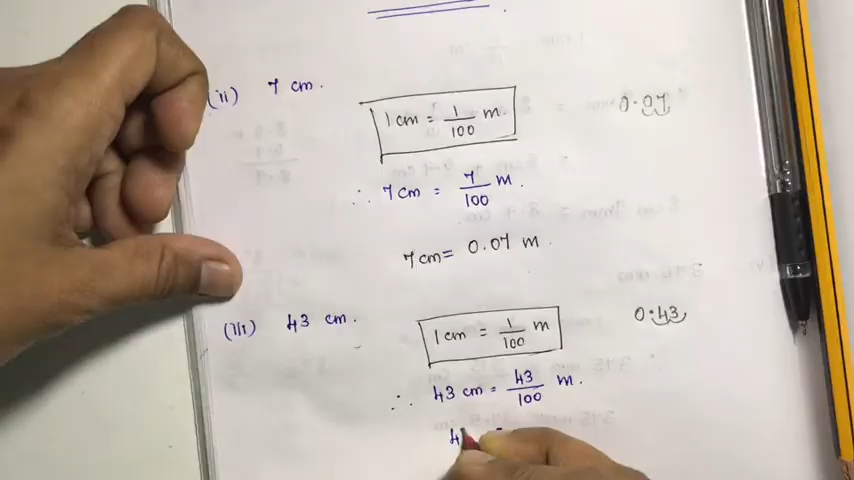 (ii) 7 cm.
1 cm = 1/100 m.
0.07
∴ 7 cm = 7/100 m.
7 cm = 0.07 m.
(iii) 43 cm.
1 cm = 1/100 m
0.43
∴ 43 cm = 43/100 m.